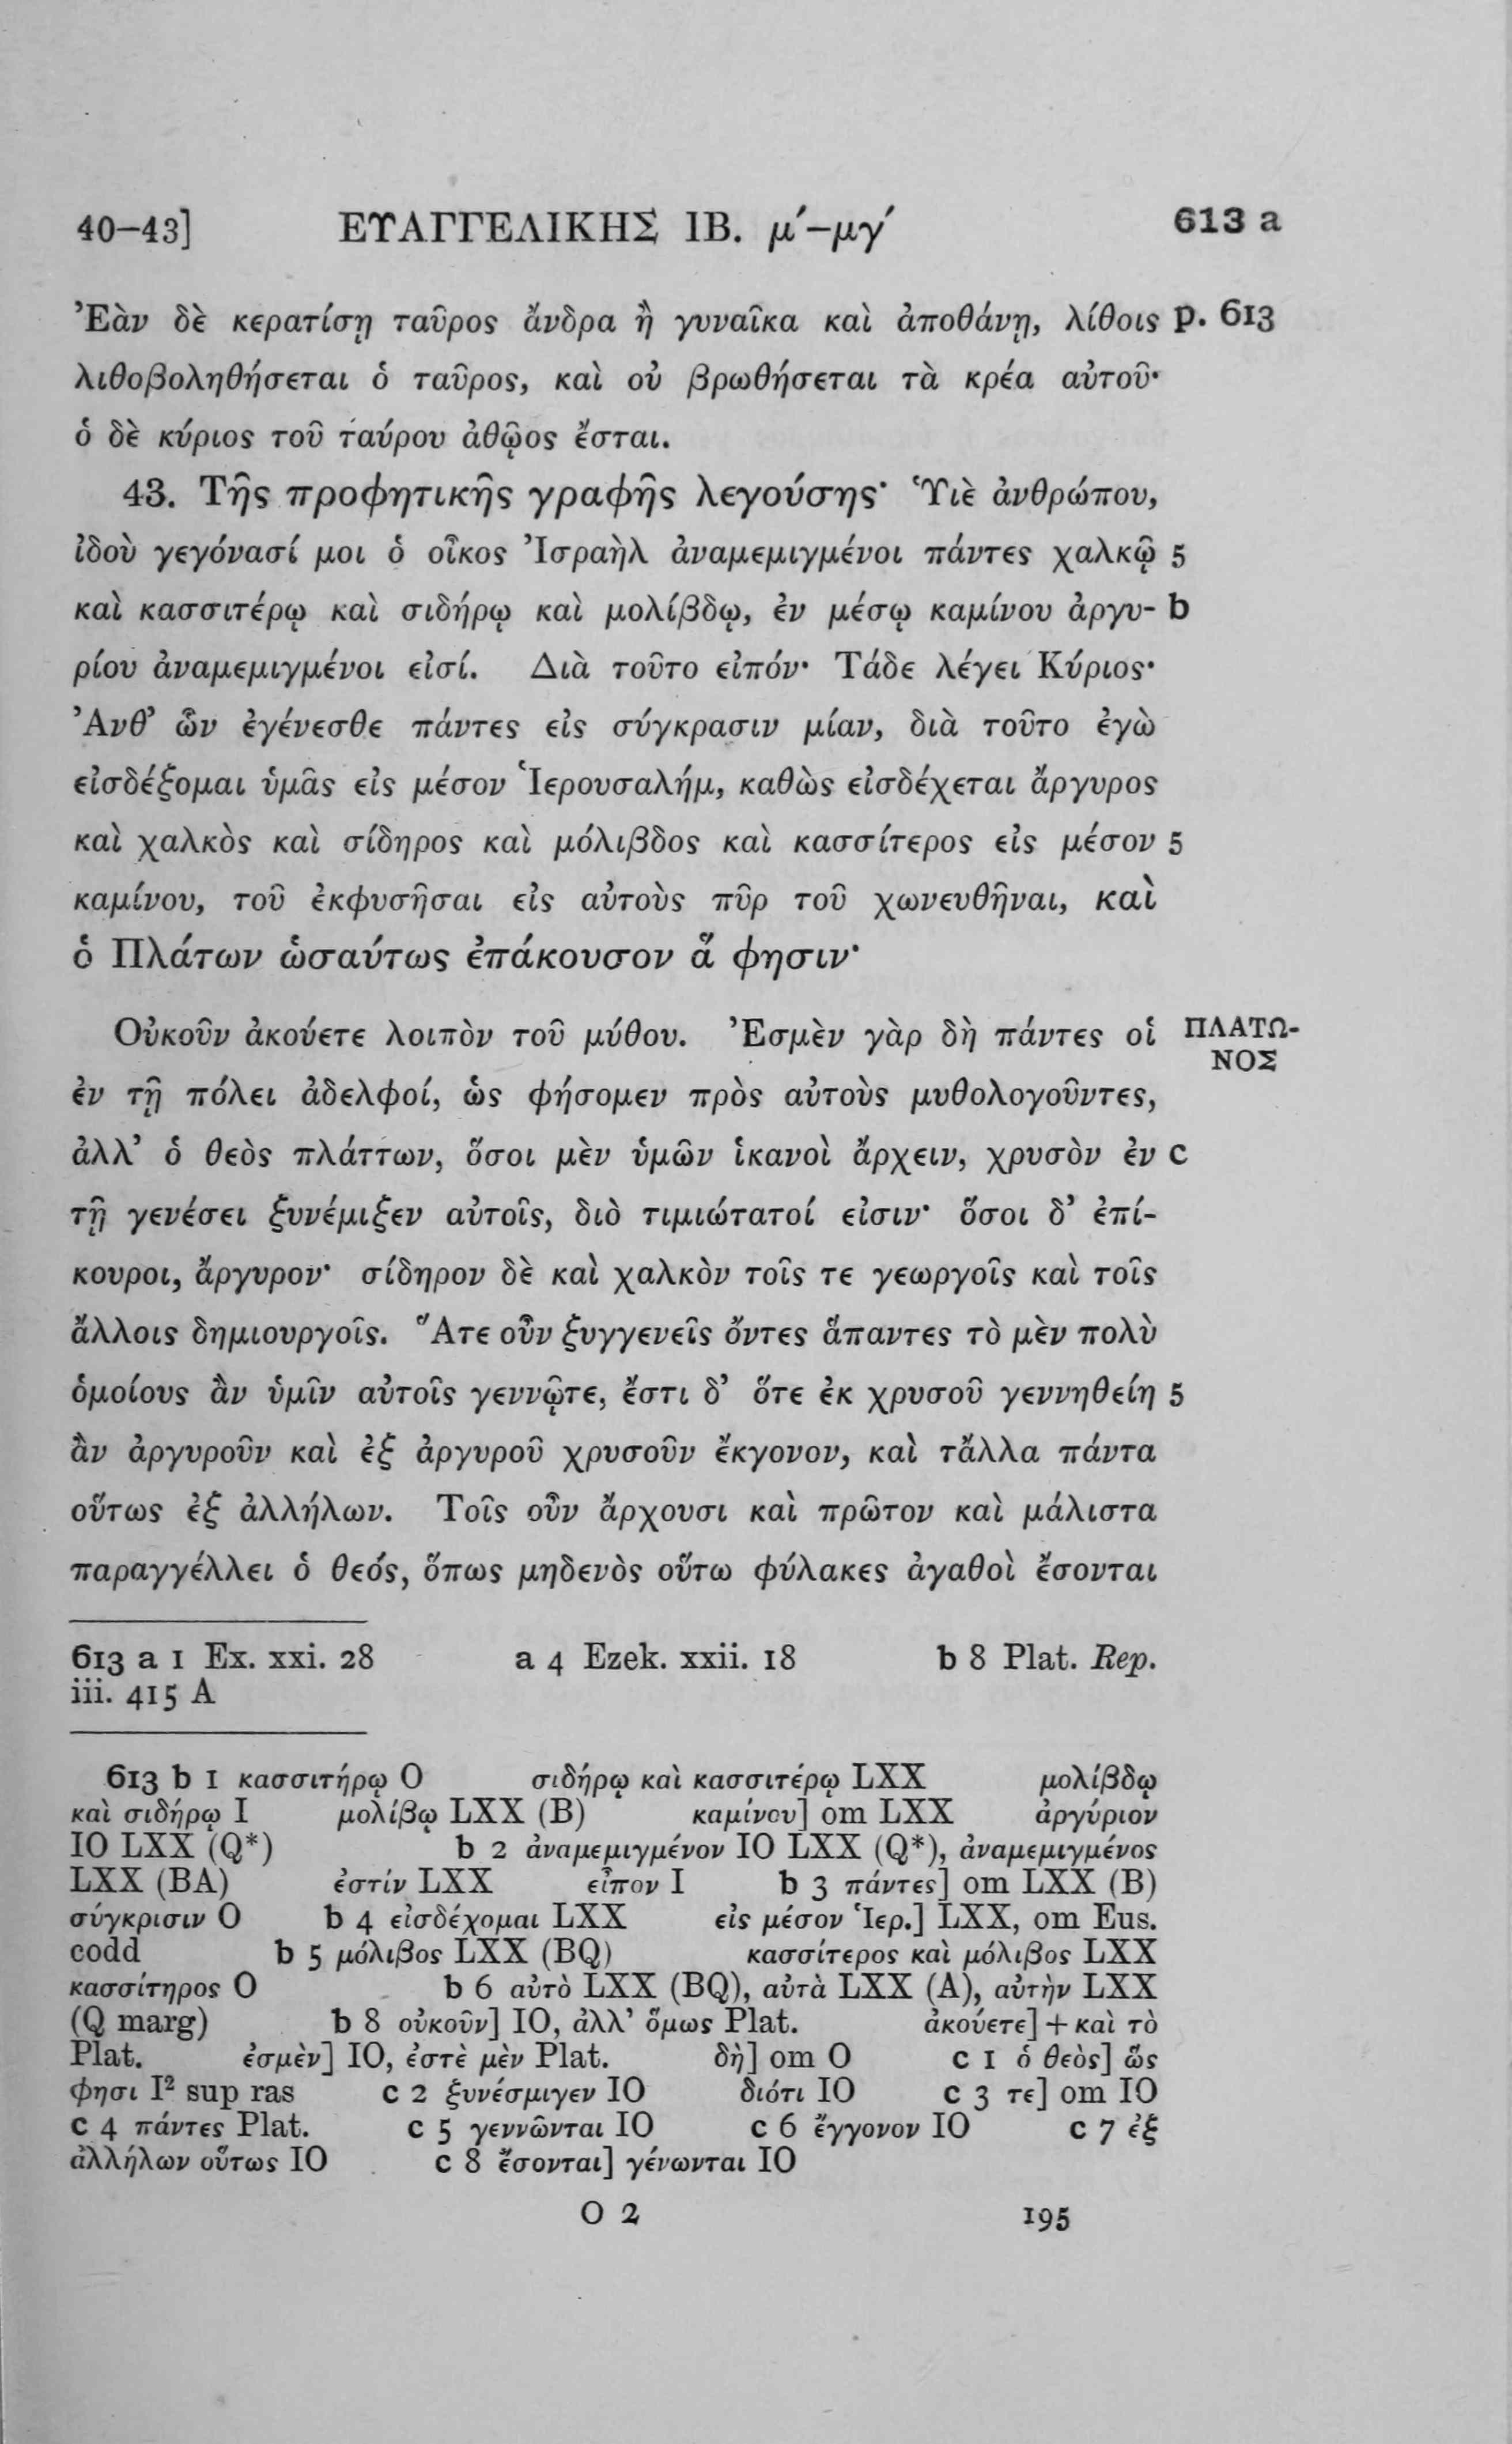 40–43] ΕΥΑΓΓΕΛΙΚΗΣ ΙΒ. μ΄–μγ΄ 613 a
Ἐὰν δὲ κερατίσῃ ταῦρος ἄνδρα ἢ γυναῖκα καὶ ἀποθάνῃ, λίθοις p. 613
λιθοβοληθήσεται ὁ ταῦρος, καὶ οὐ βρωθήσεται τὰ κρέα αὐτοῦ·
ὁ δὲ κύριος τοῦ ταύρου ἀθῷος ἔσται.
43. Τῆς προφητικῆς γραφῆς λεγούσης· Ὑιὲ ἀνθρώπου,
ἰδοὺ γεγόνασί μοι ὁ οἶκος Ἰσραὴλ ἀναμεμιγμένοι πάντες χαλκῷ 5
καὶ κασσιτέρῳ καὶ σιδήρῳ καὶ μολίβδῳ, ἐν μέσῳ καμίνου ἀργυ- b
ρίου ἀναμεμιγμένοι εἰσί. Διὰ τοῦτο εἰπόν· Τάδε λέγει Κύριος·
Ἀνθ’ ὧν ἐγένεσθε πάντες εἰς σύγκρασιν μίαν, διὰ τοῦτο ἐγὼ
εἰσδέξομαι ὑμᾶς εἰς μέσον Ἱερουσαλήμ, καθὼς εἰσδέχεται ἄργυρος
καὶ χαλκὸς καὶ σίδηρος καὶ μόλιβδος καὶ κασσίτερος εἰς μέσον 5
καμίνου, τοῦ ἐκφυσῆσαι εἰς αὐτοὺς πῦρ τοῦ χωνευθῆναι, καὶ
ὁ Πλάτων ὡσαύτως ἐπάκουσον ἅ φησιν·
Οὐκοῦν ἀκούετε λοιπὸν τοῦ μύθου. Ἐσμὲν γὰρ δὴ πάντες οἱ ΠΛΑΤΩ-
ΝΟΣ
ἐν τῇ πόλει ἀδελφοί, ὡς φήσομεν πρὸς αὐτοὺς μυθολογοῦντες,
ἀλλ’ ὁ θεὸς πλάττων, ὅσοι μὲν ὑμῶν ἱκανοὶ ἄρχειν, χρυσὸν ἐν c
τῇ γενέσει ξυνέμιξεν αὐτοῖς, διὸ τιμιώτατοί εἰσιν· ὅσοι δ’ ἐπί-
κουροι, ἄργυρον· σίδηρον δὲ καὶ χαλκὸν τοῖς τε γεωργοῖς καὶ τοῖς
ἄλλοις δημιουργοῖς. Ἅτε οὖν ξυγγενεῖς ὄντες ἅπαντες τὸ μὲν πολὺ
ὁμοίους ἂν ὑμῖν αὐτοῖς γεννῷτε, ἔστι δ’ ὅτε ἐκ χρυσοῦ γεννηθείη 5
ἂν ἀργυροῦν καὶ ἐξ ἀργυροῦ χρυσοῦν ἔκγονον, καὶ τἄλλα πάντα
οὕτως ἐξ ἀλλήλων. Τοῖς οὖν ἄρχουσι καὶ πρῶτον καὶ μάλιστα
παραγγέλλει ὁ θεός, ὅπως μηδενὸς οὕτω φύλακες ἀγαθοὶ ἔσονται
613 a 1 Ex. xxi. 28 a 4 Ezek. xxii. 18 b 8 Plat. Rep.
iii. 415 A
613 b 1 κασσιτήρῳ O σιδήρῳ καὶ κασσιτέρῳ LXX μολίβδῳ
καὶ σιδήρῳ I μολίβῳ LXX (B) καμίνου] om LXX ἀργύριον
IO LXX (Q*) b 2 ἀναμεμιγμένον IO LXX (Q*), ἀναμεμιγμένος
LXX (BA) ἐστίν LXX εἶπον I b 3 πάντες] om LXX (B)
σύγκρισιν O b 4 εἰσδέχομαι LXX εἰς μέσον Ἱερ.] LXX, om Eus.
codd b 5 μόλιβος LXX (BQ) κασσίτερος καὶ μόλιβος LXX
κασσίτηρος O b 6 αὐτὸ LXX (BQ), αὐτὰ LXX (A), αὐτὴν LXX
(Q marg) b 8 οὐκοῦν] IO, ἀλλ’ ὅμως Plat. ἀκούετε] + καὶ τὸ
Plat. ἐσμὲν] IO, ἐστὲ μὲν Plat. δὴ] om O c 1 ὁ θεὸς] ὥς
φησι I² sup ras c 2 ξυνέσμιγεν IO διότι IO c 3 τε] om IO
c 4 πάντες Plat. c 5 γεννῶνται IO c 6 ἔγγονον IO c 7 ἐξ
ἀλλήλων οὕτως IO c 8 ἔσονται] γένωνται IO
O 2 195